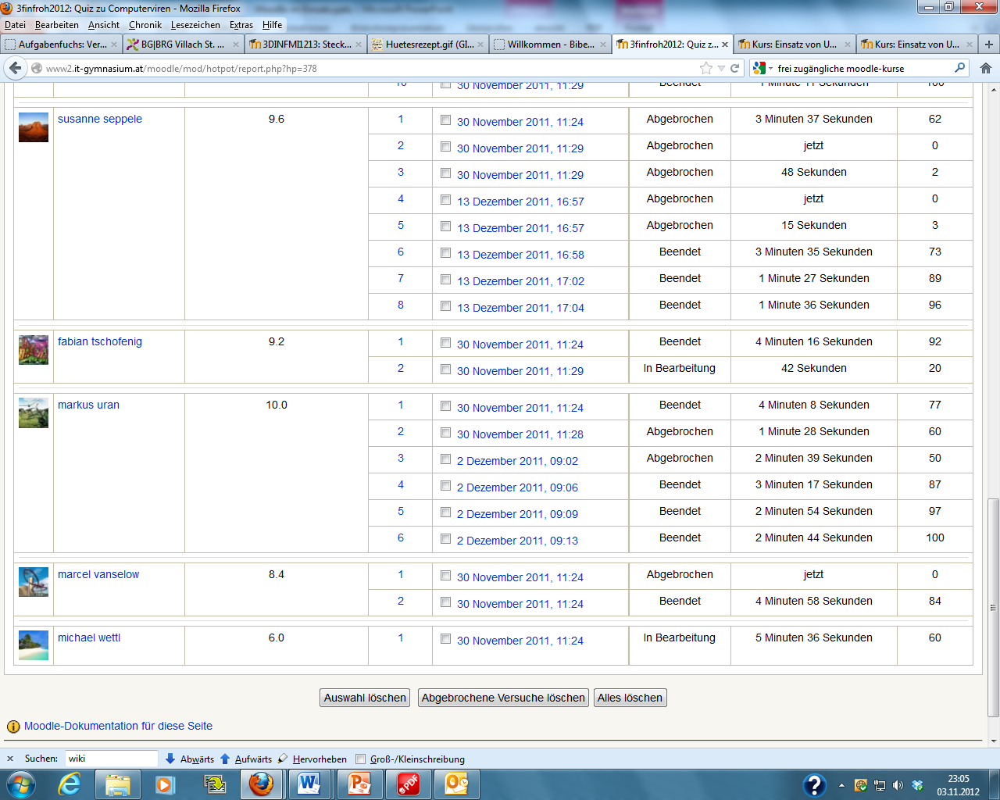 3finfroh2012: Quiz zu Computerviren - Mozilla Firefox
Datei Bearbeiten Ansicht Chronik Lesezeichen Extras Hilfe
Aufgabenfuchs: Ver... BG|BRG Villach St. ... 3DINFMI1213: Steck... Huetesrezept.gif (GI... Willkommen - Bibe... 3finfroh2012: Quiz z... Kurs: Einsatz von U... Kurs: Einsatz von U...
www2.it-gymnasium.at/moodle/mod/hotpot/report.php?hp=378 frei zugängliche moodle-kurse
10 30 November 2011, 11:29 Beendet 1 Minute 11 Sekunden 100
susanne seppele 9.6 1 30 November 2011, 11:24 Abgebrochen 3 Minuten 37 Sekunden 62
2 30 November 2011, 11:29 Abgebrochen jetzt 0
3 30 November 2011, 11:29 Abgebrochen 48 Sekunden 2
4 13 Dezember 2011, 16:57 Abgebrochen jetzt 0
5 13 Dezember 2011, 16:57 Abgebrochen 15 Sekunden 3
6 13 Dezember 2011, 16:58 Beendet 3 Minuten 35 Sekunden 73
7 13 Dezember 2011, 17:02 Beendet 1 Minute 27 Sekunden 89
8 13 Dezember 2011, 17:04 Beendet 1 Minute 36 Sekunden 96
fabian tschofenig 9.2 1 30 November 2011, 11:24 Beendet 4 Minuten 16 Sekunden 92
2 30 November 2011, 11:29 In Bearbeitung 42 Sekunden 20
markus uran 10.0 1 30 November 2011, 11:24 Beendet 4 Minuten 8 Sekunden 77
2 30 November 2011, 11:28 Abgebrochen 1 Minute 28 Sekunden 60
3 2 Dezember 2011, 09:02 Abgebrochen 2 Minuten 39 Sekunden 50
4 2 Dezember 2011, 09:06 Beendet 3 Minuten 17 Sekunden 87
5 2 Dezember 2011, 09:09 Beendet 2 Minuten 54 Sekunden 97
6 2 Dezember 2011, 09:13 Beendet 2 Minuten 44 Sekunden 100
marcel vanselow 8.4 1 30 November 2011, 11:24 Abgebrochen jetzt 0
2 30 November 2011, 11:24 Beendet 4 Minuten 58 Sekunden 84
michael wettl 6.0 1 30 November 2011, 11:24 In Bearbeitung 5 Minuten 36 Sekunden 60
Auswahl löschen Abgebrochene Versuche löschen Alles löschen
Moodle-Dokumentation für diese Seite
Suchen: wiki Abwärts Aufwärts Hervorheben Groß-/Kleinschreibung
23:05
03.11.2012